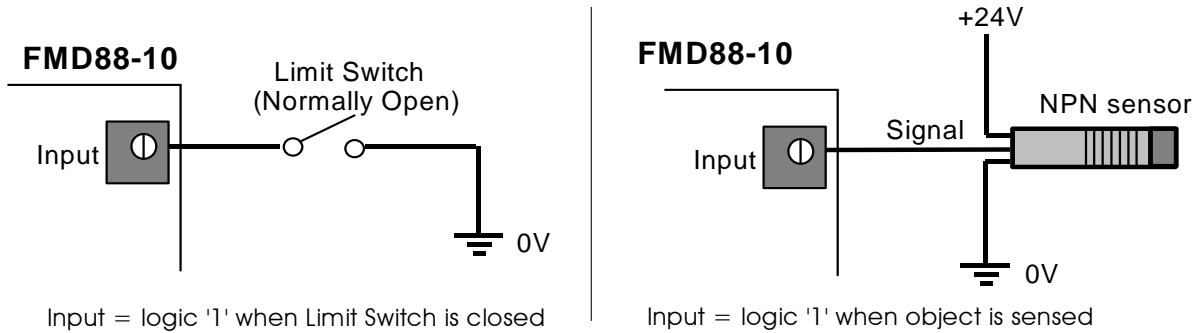 FMD88-10
Limit Switch
(Normally Open)
Input
0V
Input = logic '1' when Limit Switch is closed
+24V
FMD88-10
NPN sensor
Signal
Input
0V
Input = logic '1' when object is sensed